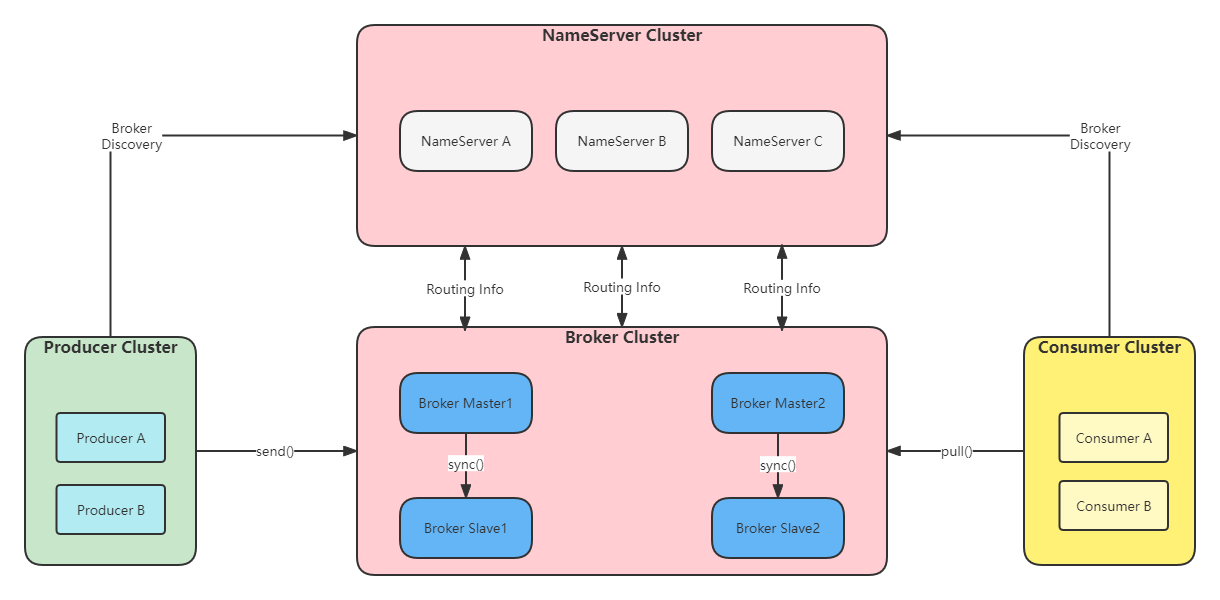 NameServer Cluster
NameServer A
NameServer B
NameServer C
Broker
Discovery
Broker
Discovery
Routing Info
Routing Info
Routing Info
Producer Cluster
Producer A
Producer B
send()
Broker Cluster
Broker Master1
Broker Master2
sync()
sync()
Broker Slave1
Broker Slave2
pull()
Consumer Cluster
Consumer A
Consumer B